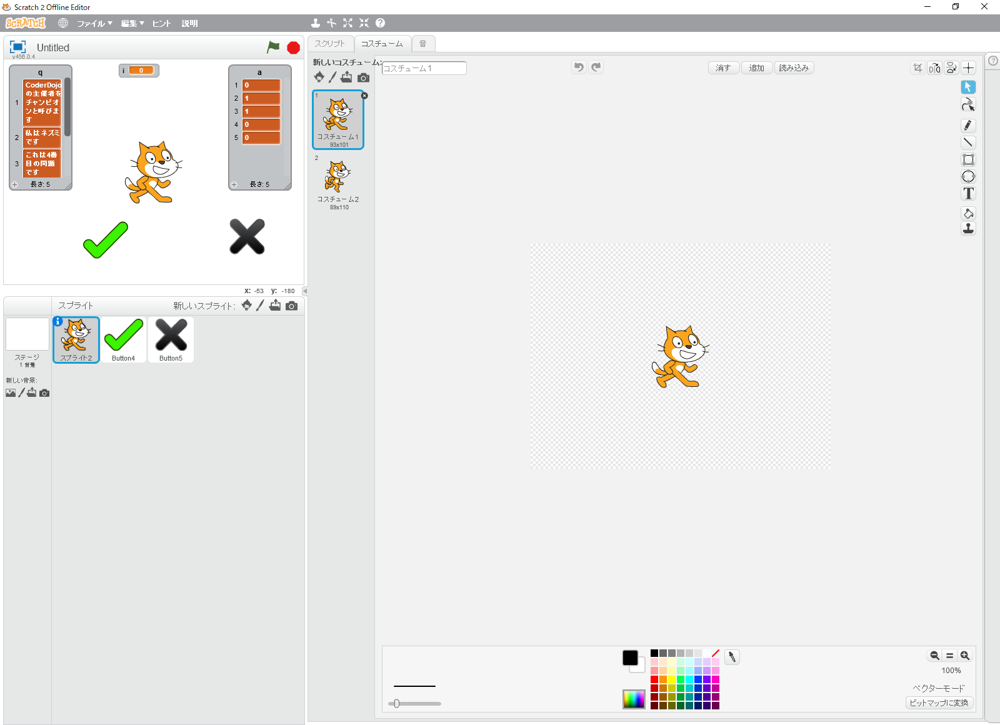 Scratch 2 Offline Editor
SCRATCH ファイル▼ 編集▼ ヒント 説明
Untitled
v456.0.4
スクリプト コスチューム 音
q
1 CoderDojo
の主催者を
チャンピオ
ンと呼びま
す
2 私はネズミ
です
3 これは4番
目の問題
です
+ 長さ: 5
i 0
a
1 0
2 1
3 1
4 0
5 0
+ 長さ: 5
x: -53 y: -180
スプライト 新しいスプライト:
ステージ
1 背景
新しい背景:
スプライト2 Button4 Button5
新しいコスチューム:
1
コスチューム1
93x101
2
コスチューム2
89x110
コスチューム1
消す 追加 読み込み
T
100%
ベクターモード
ビットマップに変換